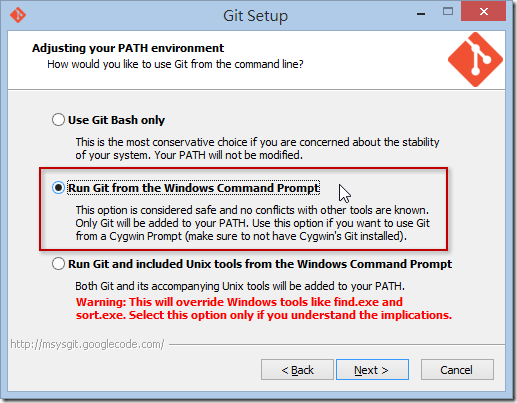 Git Setup
Adjusting your PATH environment
How would you like to use Git from the command line?
Use Git Bash only
This is the most conservative choice if you are concerned about the stability
of your system. Your PATH will not be modified.
Run Git from the Windows Command Prompt
This option is considered safe and no conflicts with other tools are known.
Only Git will be added to your PATH. Use this option if you want to use Git
from a Cygwin Prompt (make sure to not have Cygwin's Git installed).
Run Git and included Unix tools from the Windows Command Prompt
Both Git and its accompanying Unix tools will be added to your PATH.
Warning: This will override Windows tools like find.exe and
sort.exe. Select this option only if you understand the implications.
http://msysgit.googlecode.com/
< Back Next > Cancel